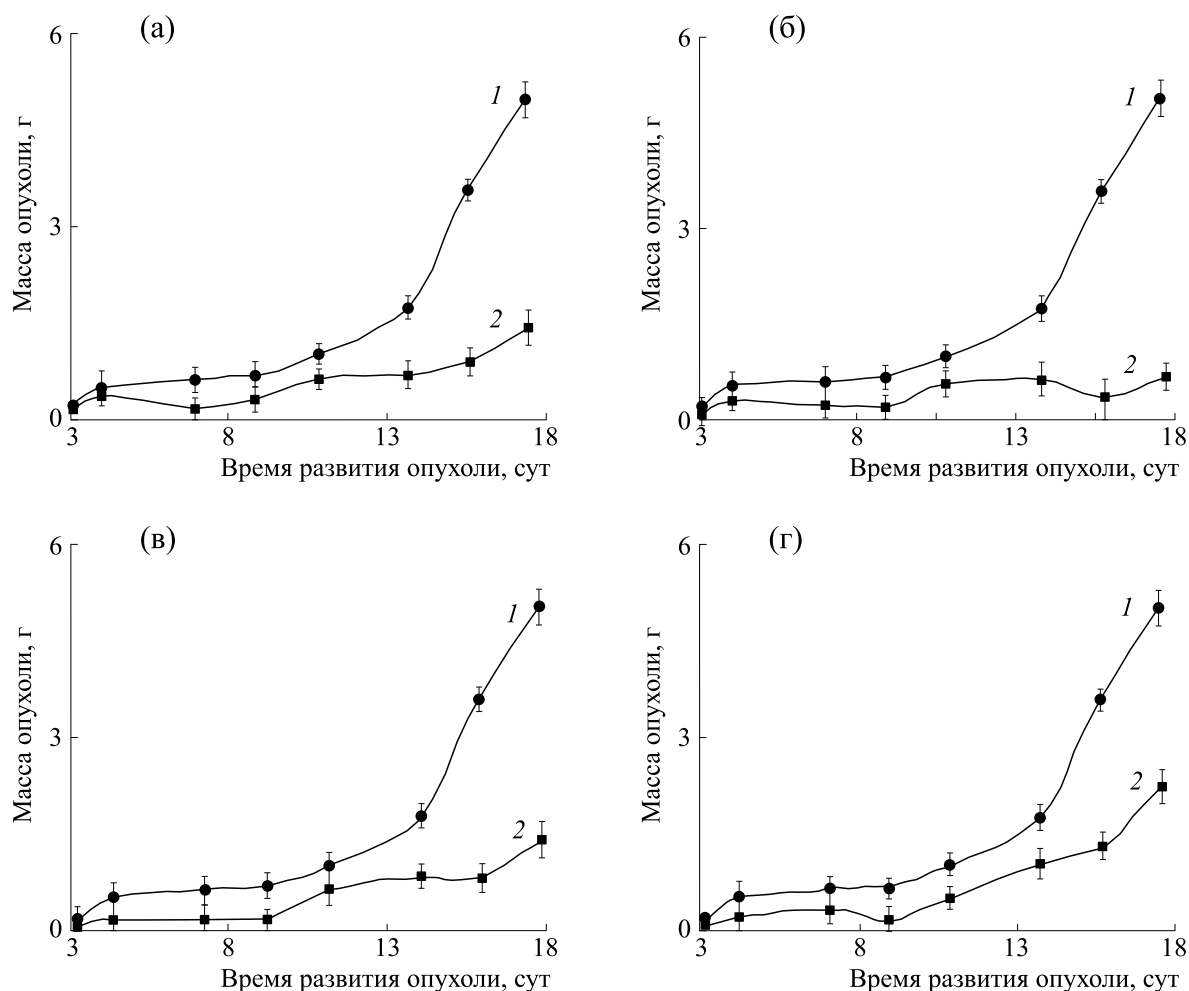 (а)
6
3
0
Масса опухоли, г
1
2
3 8 13 18
Время развития опухоли, сут
(б)
6
3
0
Масса опухоли, г
1
2
3 8 13 18
Время развития опухоли, сут
(в)
6
3
0
Масса опухоли, г
1
2
3 8 13 18
Время развития опухоли, сут
(г)
6
3
0
Масса опухоли, г
1
2
3 8 13 18
Время развития опухоли, сут